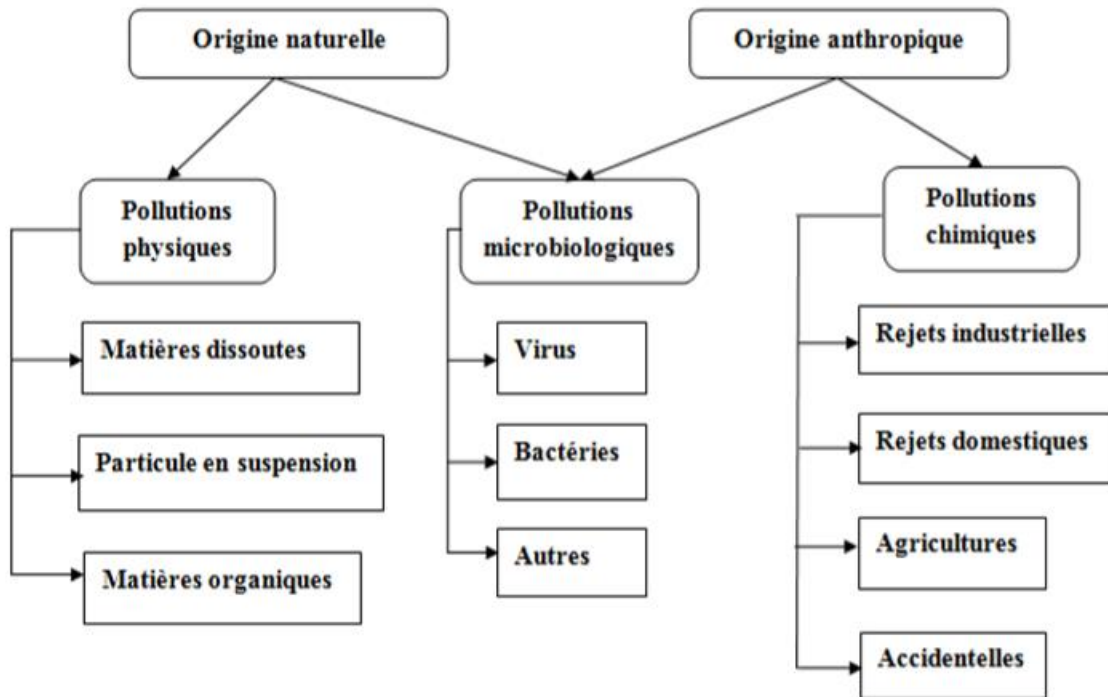 Origine naturelle
Origine anthropique
Pollutions
physiques
Pollutions
microbiologiques
Pollutions
chimiques
Matières dissoutes
Particule en suspension
Matières organiques
Virus
Bactéries
Autres
Rejets industrielles
Rejets domestiques
Agricultures
Accidentelles